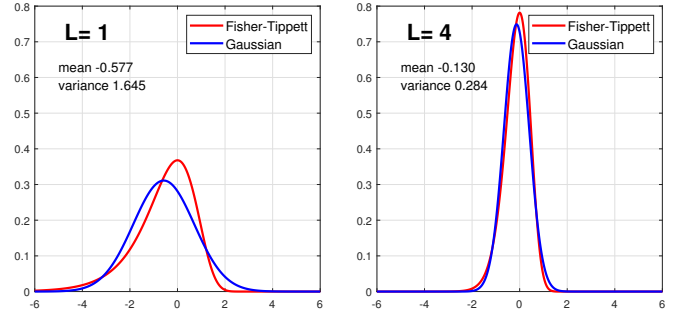 L= 1
Fisher-Tippett
Gaussian
mean -0.577
variance 1.645
0.8
0.7
0.6
0.5
0.4
0.3
0.2
0.1
0
-6 -4 -2 0 2 4 6
L= 4
Fisher-Tippett
Gaussian
mean -0.130
variance 0.284
0.8
0.7
0.6
0.5
0.4
0.3
0.2
0.1
0
-6 -4 -2 0 2 4 6